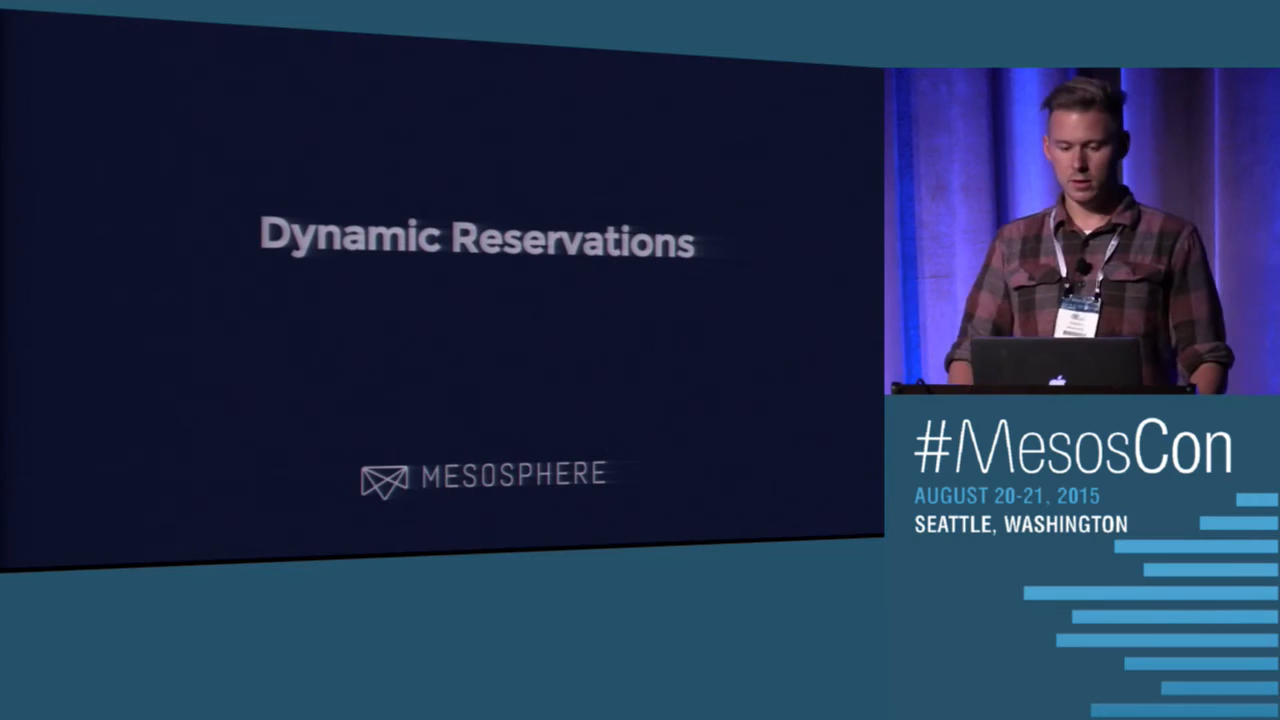 Dynamic Reservations
MESOSPHERE
#MesosCon
AUGUST 20-21, 2015
SEATTLE, WASHINGTON